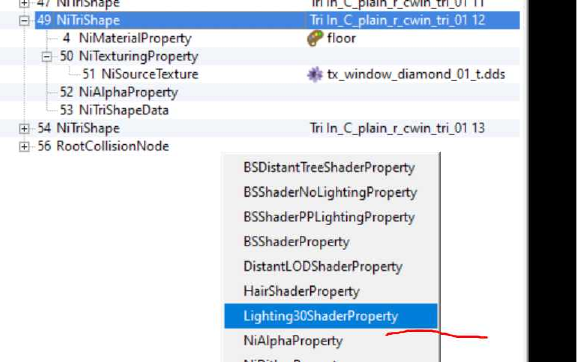 47 NiTriShape Tri In_C_plain_r_cwin_tri_01 11
49 NiTriShape Tri In_C_plain_r_cwin_tri_01 12
4 NiMaterialProperty floor
50 NiTexturingProperty
51 NiSourceTexture tx_window_diamond_01_t.dds
52 NiAlphaProperty
53 NiTriShapeData
54 NiTriShape Tri In_C_plain_r_cwin_tri_01 13
56 RootCollisionNode
BSDistantTreeShaderProperty
BSShaderNoLightingProperty
BSShaderPPLightingProperty
BSShaderProperty
DistantLODShaderProperty
HairShaderProperty
Lighting30ShaderProperty
NiAlphaProperty